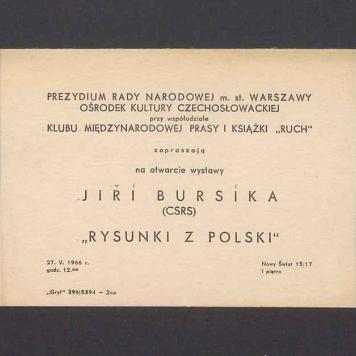 PREZYDIUM RADY NARODOWEJ m. st. WARSZAWY
OŚRODEK KULTURY CZECHOSŁOWACKIEJ
przy współudziale
KLUBU MIĘDZYNARODOWEJ PRASY I KSIĄŻKI „RUCH"
zapraszają
na otwarcie wystawy
JIŘÍ BURSÍKA
(CSRS)
„RYSUNKI Z POLSKI"
27. V. 1966 r.
godz. 12.00
Nowy Świat 15/17
I piętro
„Gryf" 396/5394 — 200